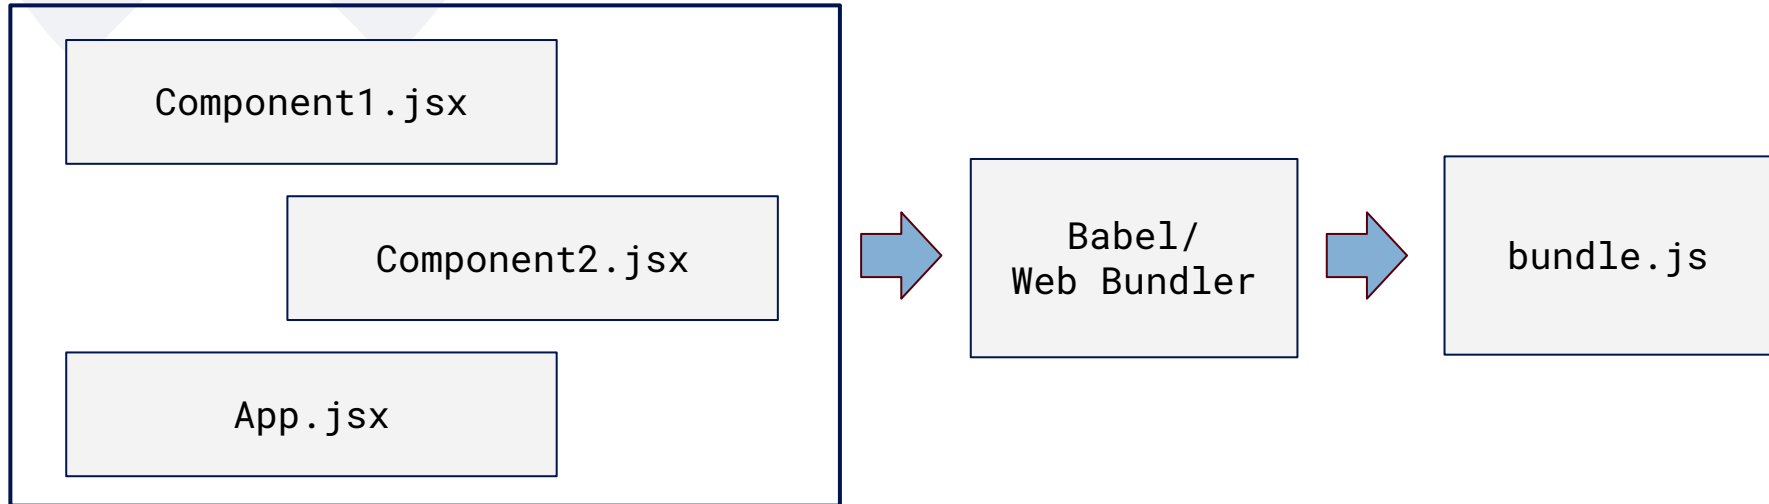 Component1.jsx
Component2.jsx
App.jsx
Babel/
Web Bundler
bundle.js